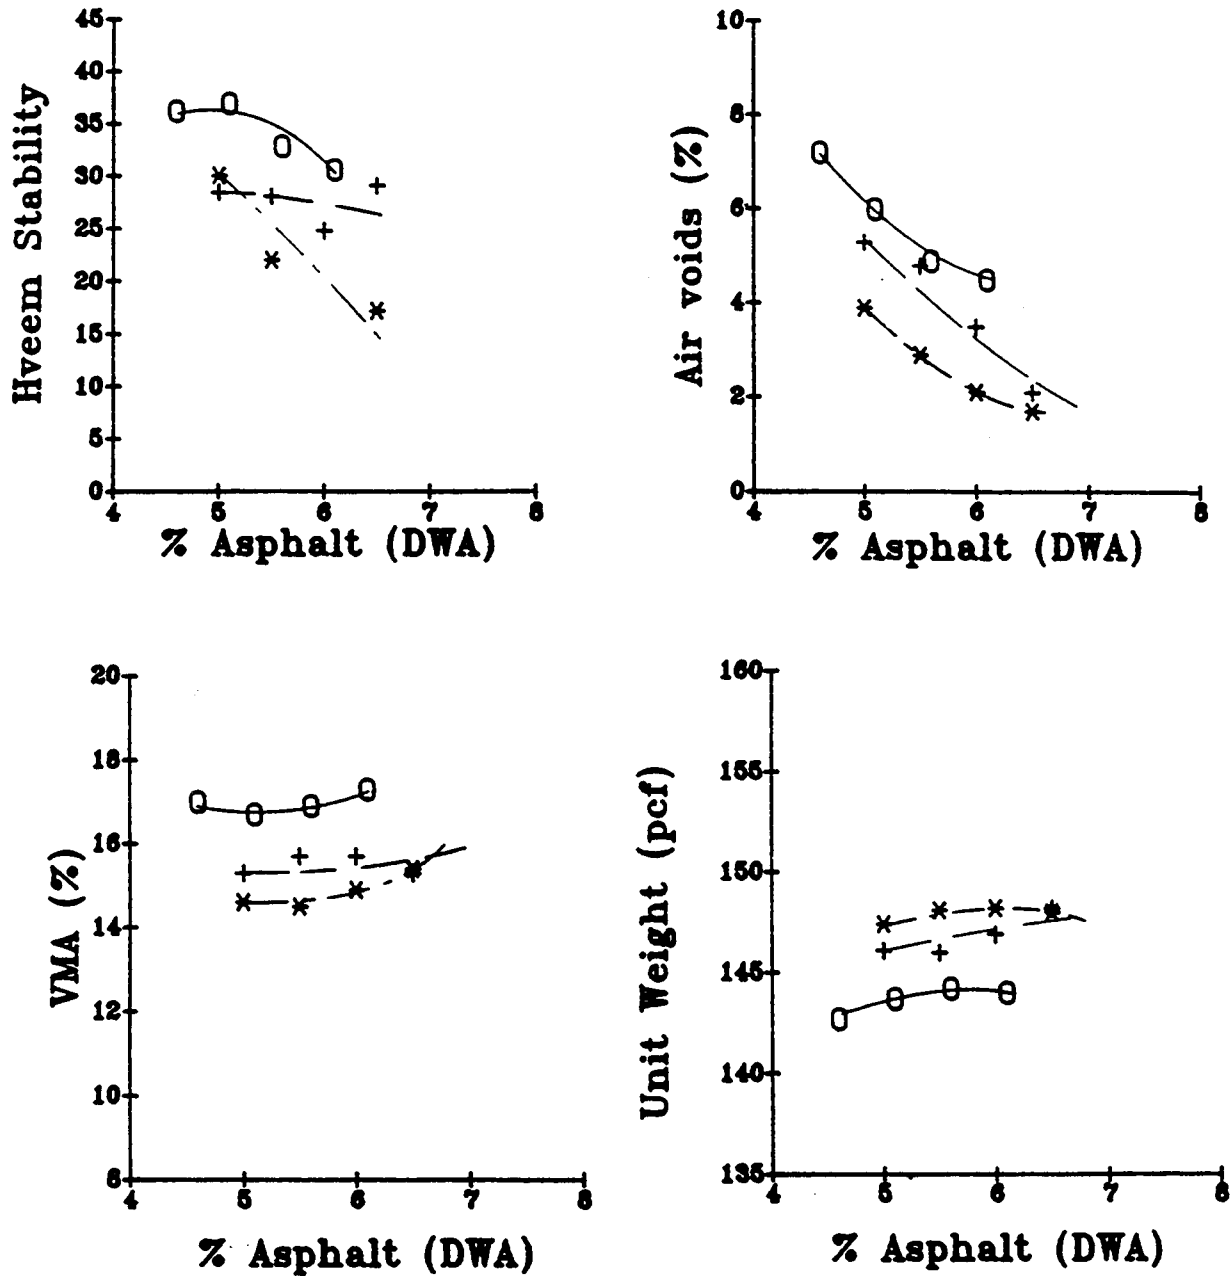 45
40
35
30
25
20
15
10
5
0
4 5 6 7 8
Hveem Stability
% Asphalt (DWA)
10
8
6
4
2
0
4 5 6 7 8
Air voids (%)
% Asphalt (DWA)
20
18
16
14
12
10
8
4 5 6 7 8
VMA (%)
% Asphalt (DWA)
160
155
150
145
140
135
4 5 6 7 8
Unit Weight (pcf)
% Asphalt (DWA)